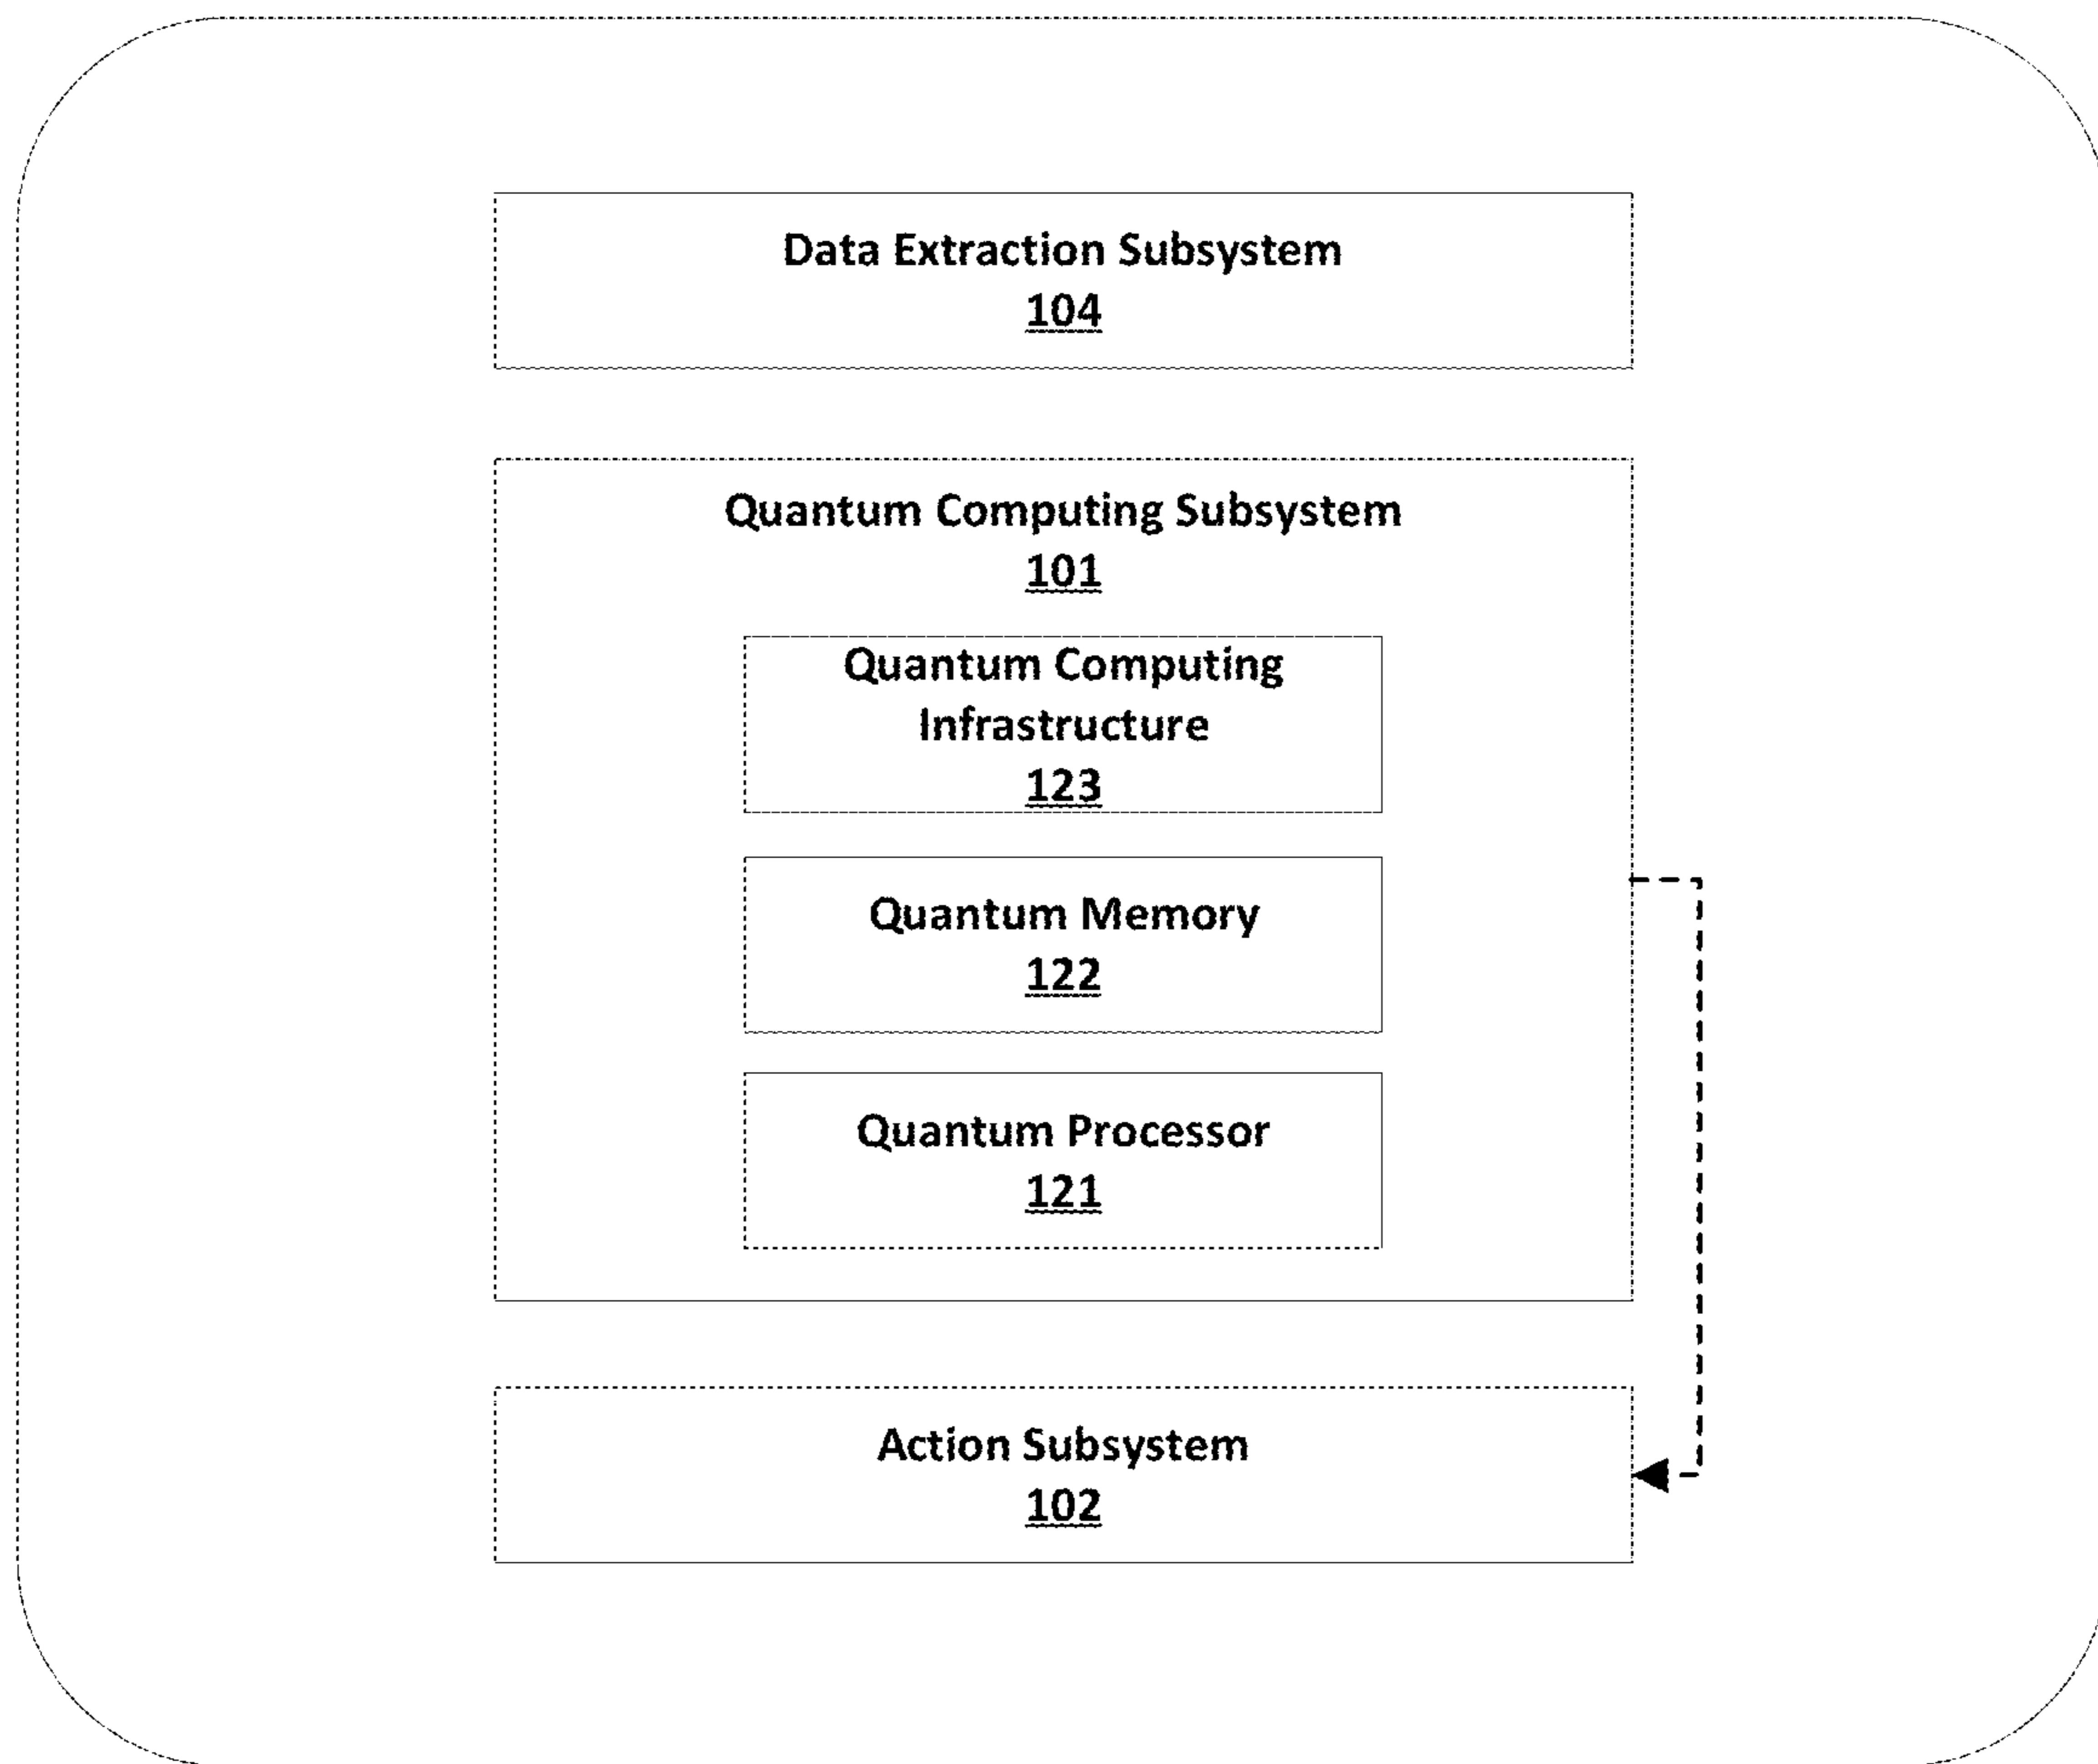 Data Extraction Subsystem
104
Quantum Computing Subsystem
101
Quantum Computing
Infrastructure
123
Quantum Memory
122
Quantum Processor
121
Action Subsystem
102